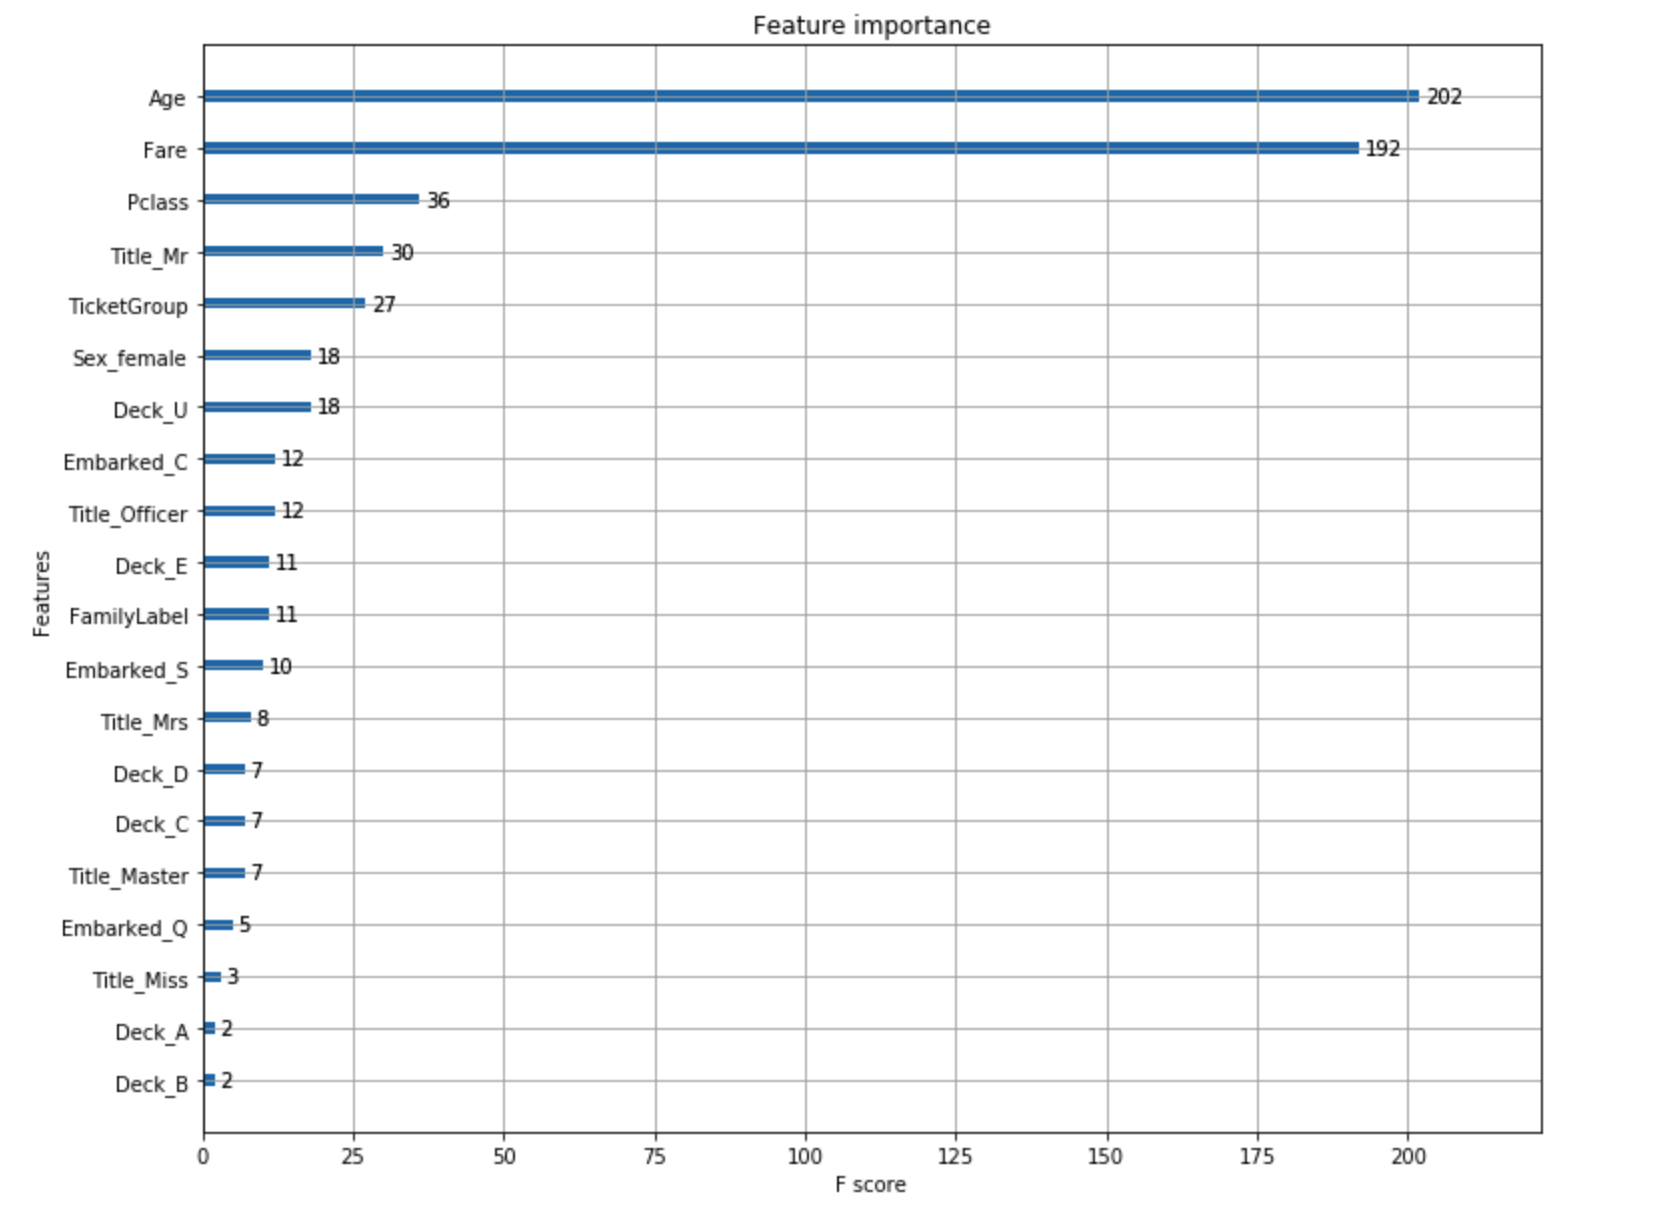 Feature importance
Age 202
Fare 192
Pclass 36
Title_Mr 30
TicketGroup 27
Sex_female 18
Deck_U 18
Embarked_C 12
Title_Officer 12
Deck_E 11
FamilyLabel 11
Embarked_S 10
Title_Mrs 8
Deck_D 7
Deck_C 7
Title_Master 7
Embarked_Q 5
Title_Miss 3
Deck_A 2
Deck_B 2
Features
0 25 50 75 100 125 150 175 200
F score